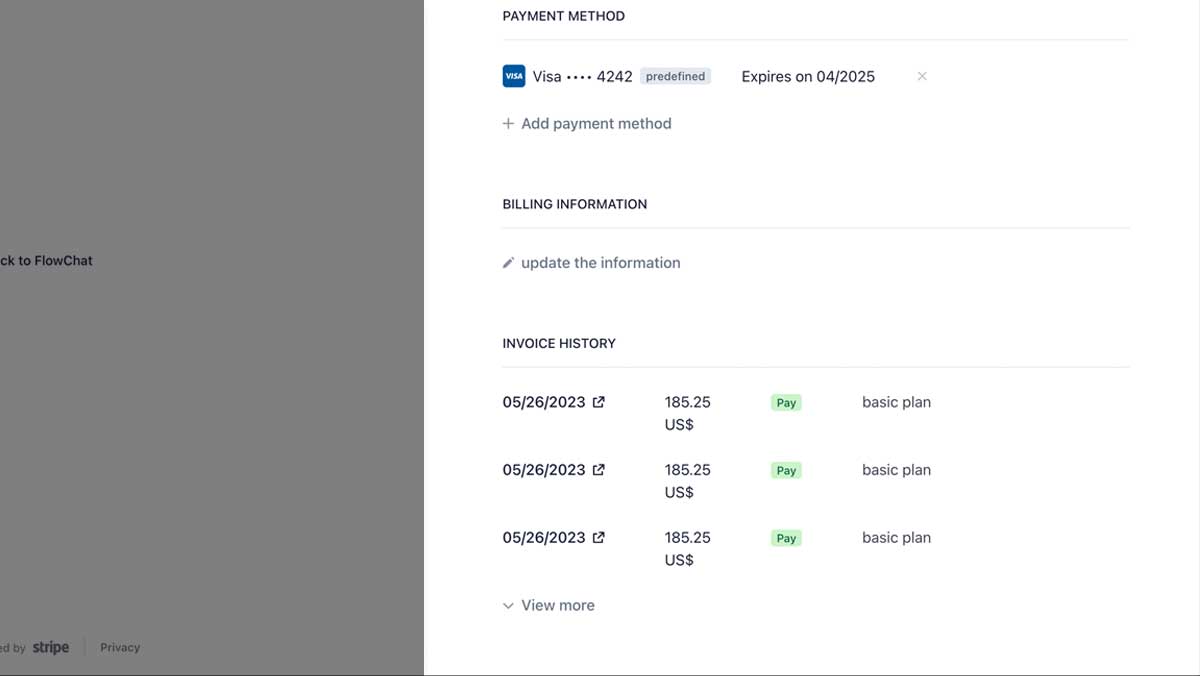 PAYMENT METHOD
VISA Visa •••• 4242 predefined Expires on 04/2025 ×
+ Add payment method
BILLING INFORMATION
ck to FlowChat
update the information
INVOICE HISTORY
05/26/2023 185.25 US$ Pay basic plan
05/26/2023 185.25 US$ Pay basic plan
05/26/2023 185.25 US$ Pay basic plan
View more
ed by stripe Privacy